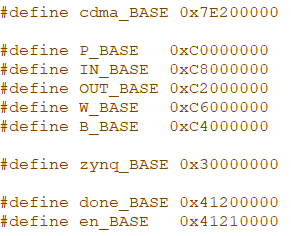 #define cdma_BASE 0x7E200000
#define P_BASE 0xC0000000
#define IN_BASE 0xC8000000
#define OUT_BASE 0xC2000000
#define W_BASE 0xC6000000
#define B_BASE 0xC4000000
#define zynq_BASE 0x30000000
#define done_BASE 0x41200000
#define en_BASE 0x41210000